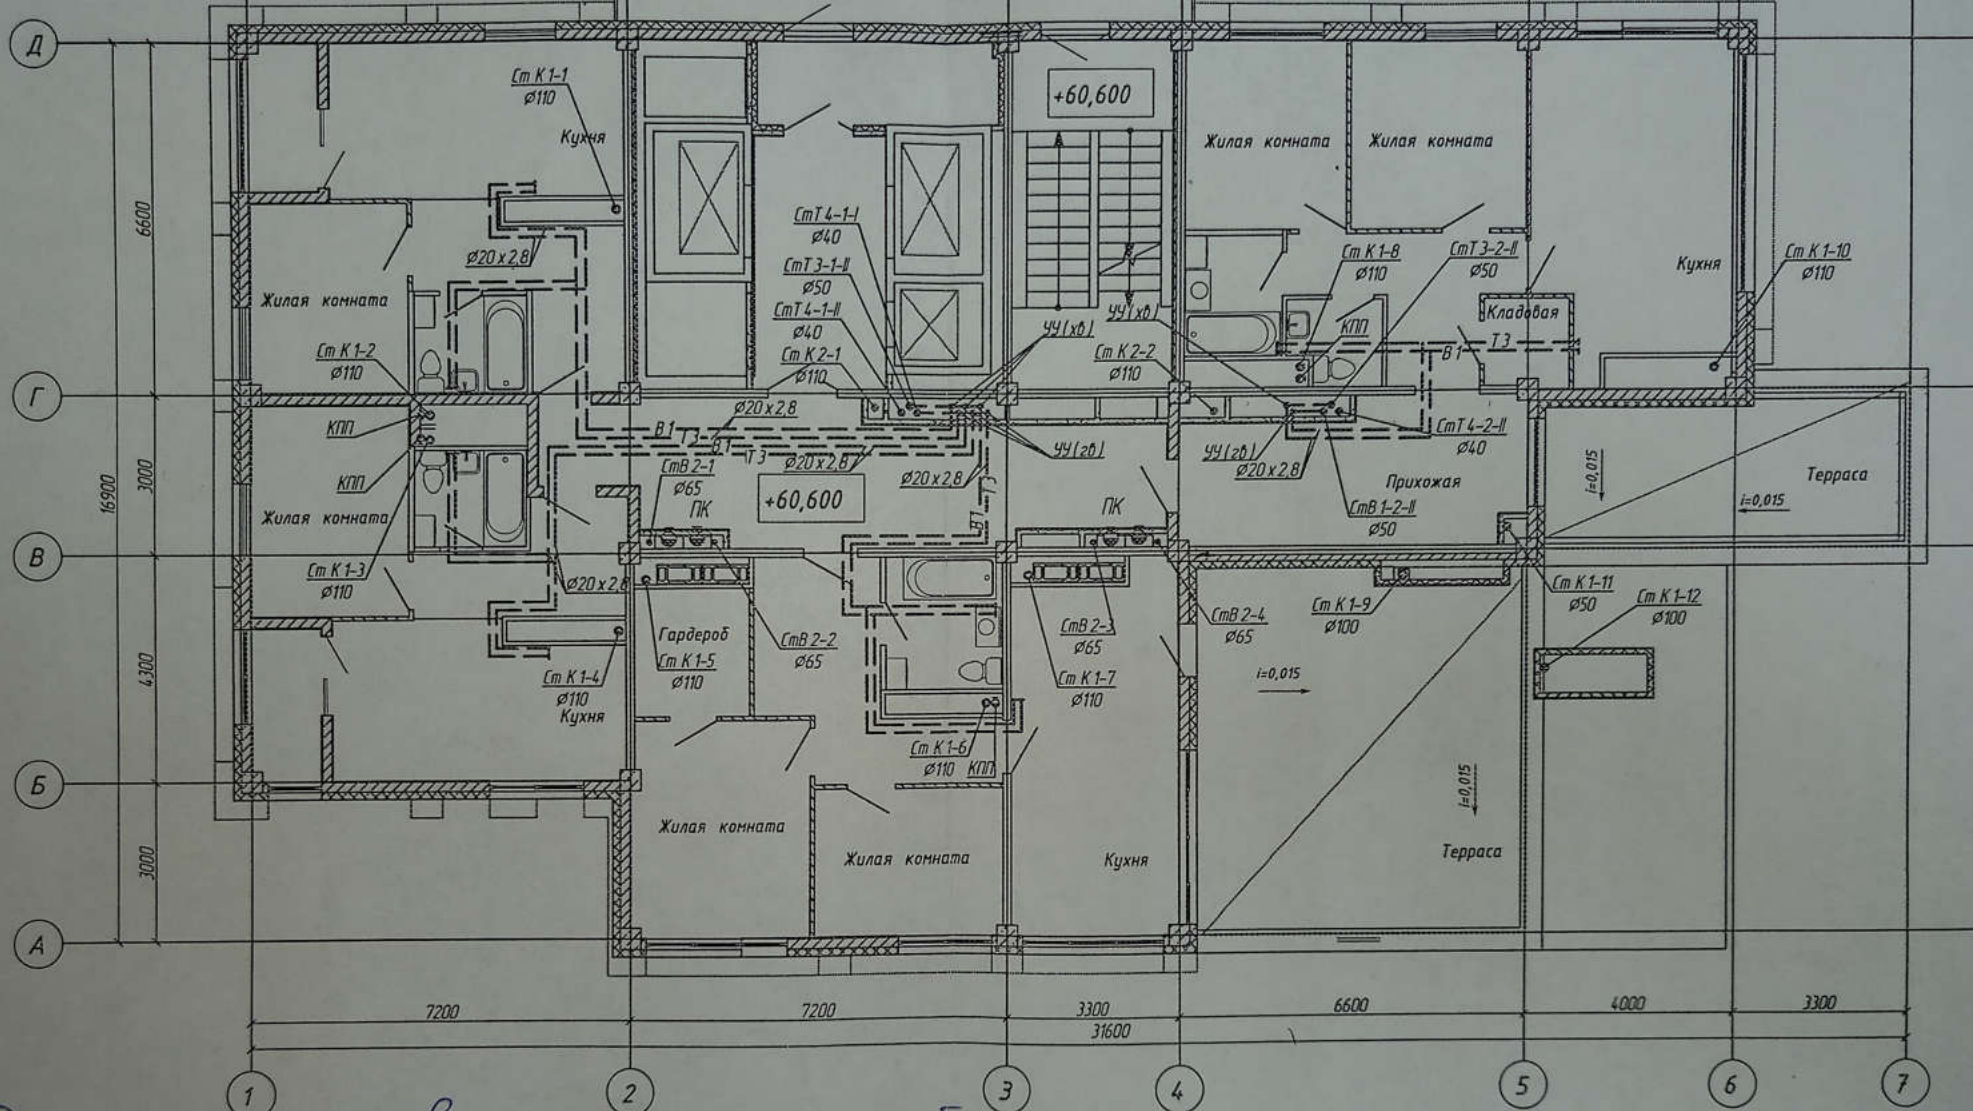 Д
Ст К 1-1
Ø110
Кухня
+60,600
Жилая комната
Жилая комната
6600
СтТ 4-1-I
Ø40
Ст К 1-8
Ø110
СтТ 3-2-II
Ø50
Ст К 1-10
Ø110
Кухня
Ø20 x 2,8
СтТ 3-1-II
Ø50
Жилая комната
СтТ 4-1-II
Ø40
УУ(хв)
УУ(хв)
КПП
Кладовая
Ст К 1-2
Ø110
Ст К 2-1
Ø110
Ст К 2-2
Ø110
В1
Т3
Г
Ø20 x 2,8
КПП
В1
Т3
В1
Т3
Ø20 x 2,8
УУ(гв)
УУ(гв)
Ø20 x 2,8
СтТ 4-2-II
Ø40
16900
3000
КПП
СтВ 2-1
Ø65
ПК
+60,600
Ø20 x 2,8
Т3
В1
ПК
Прихожая
i=0,015
i=0,015
Терраса
Жилая комната
СтВ 1-2-II
Ø50
В
Ст К 1-3
Ø110
Ø20 x 2,8
Ст К 1-9
Ø100
Ст К 1-11
Ø50
Ст К 1-12
Ø100
Гардероб
СтВ 2-2
Ø65
СтВ 2-3
Ø65
СтВ 2-4
Ø65
4300
Ст К 1-4
Ø110
Кухня
Ст К 1-5
Ø110
Ст К 1-7
Ø110
i=0,015
Ст К 1-6
Ø110
КПП
Б
i=0,015
Жилая комната
Жилая комната
Кухня
Терраса
3000
А
7200
7200
3300
6600
4000
3300
31600
1
2
3
4
5
6
7